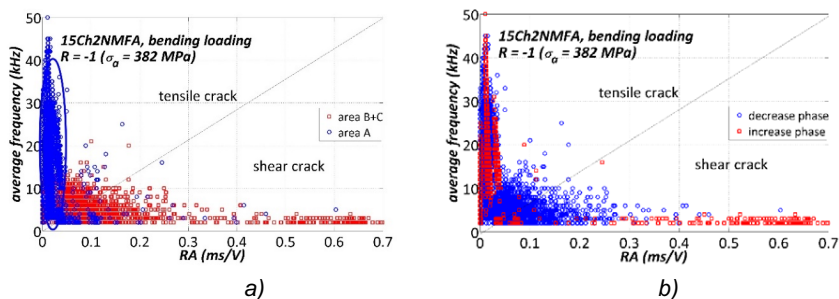 50
40
30
20
10
0
average frequency (kHz)
15Ch2NMFA, bending loading
R = -1 (σa = 382 MPa)
tensile crack
area B+C
area A
shear crack
0 0.1 0.2 0.3 0.4 0.5 0.6 0.7
RA (ms/V)
a)
50
40
30
20
10
0
average frequency (kHz)
15Ch2NMFA, bending loading
R = -1 (σa = 382 MPa)
tensile crack
decrease phase
increase phase
shear crack
0 0.1 0.2 0.3 0.4 0.5 0.6 0.7
RA (ms/V)
b)